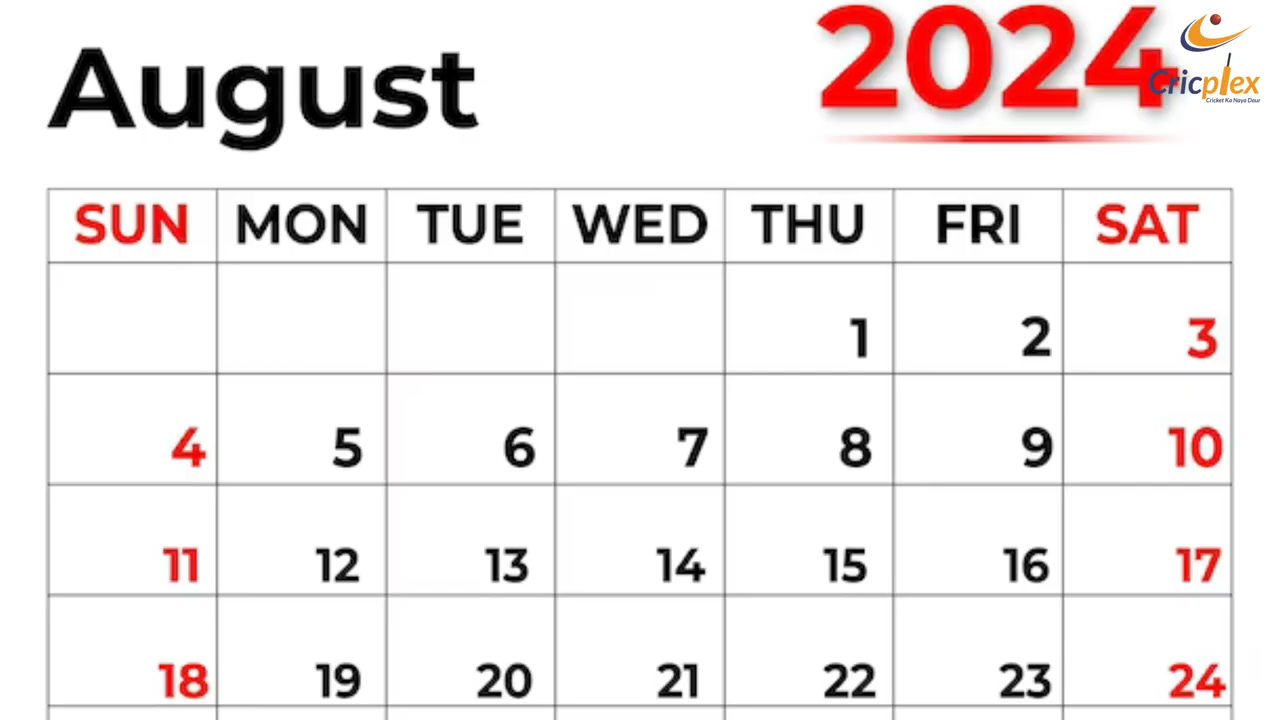 August
2024
Cricplex
Cricket Ka Naya Dour
SUN MON TUE WED THU FRI SAT
1 2 3
4 5 6 7 8 9 10
11 12 13 14 15 16 17
18 19 20 21 22 23 24